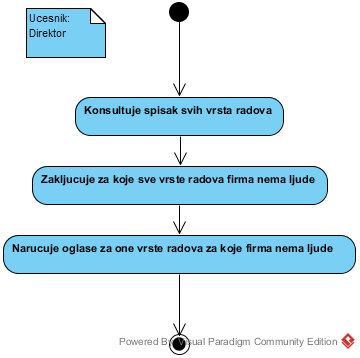 Ucesnik:
Direktor
Konsultuje spisak svih vrsta radova
Zakljucuje za koje sve vrste radova firma nema ljude
Narucuje oglase za one vrste radova za koje firma nema ljude
Powered By Visual Paradigm Community Edition